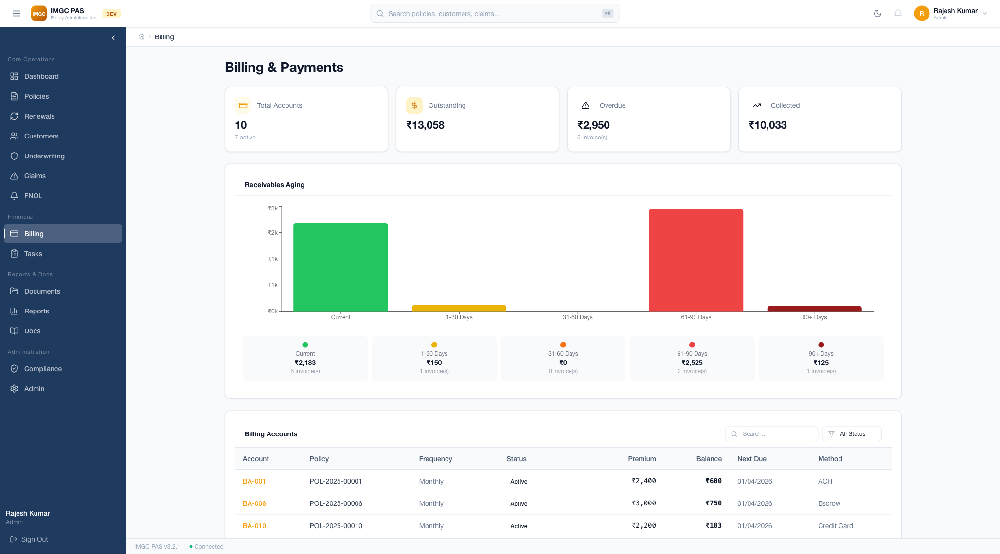 IMGC
IMGC PAS
Policy Administration
DEV
Search policies, customers, claims...
⌘K
R
Rajesh Kumar
Admin
Billing
Core Operations
Dashboard
Policies
Renewals
Customers
Underwriting
Claims
FNOL
Financial
Billing
Tasks
Reports & Docs
Documents
Reports
Docs
Administration
Compliance
Admin
Rajesh Kumar
Admin
Sign Out
Billing & Payments
Total Accounts
10
7 active
Outstanding
₹13,058
Overdue
₹2,950
5 invoice(s)
Collected
₹10,033
Receivables Aging
₹3k
₹2k
₹1k
₹1k
₹0k
Current 1-30 Days 31-60 Days 61-90 Days 90+ Days
Current
₹2,183
6 invoice(s)
1-30 Days
₹150
1 invoice(s)
31-60 Days
₹0
0 invoice(s)
61-90 Days
₹2,525
2 invoice(s)
90+ Days
₹125
1 invoice(s)
Billing Accounts
Search...
All Status
Account Policy Frequency Status Premium Balance Next Due Method
BA-001 POL-2025-00001 Monthly Active ₹2,400 ₹600 01/04/2026 ACH
BA-006 POL-2025-00006 Monthly Active ₹3,000 ₹750 01/04/2026 Escrow
BA-010 POL-2025-00010 Monthly Active ₹2,200 ₹183 01/04/2026 Credit Card
IMGC PAS v3.2.1 | Connected